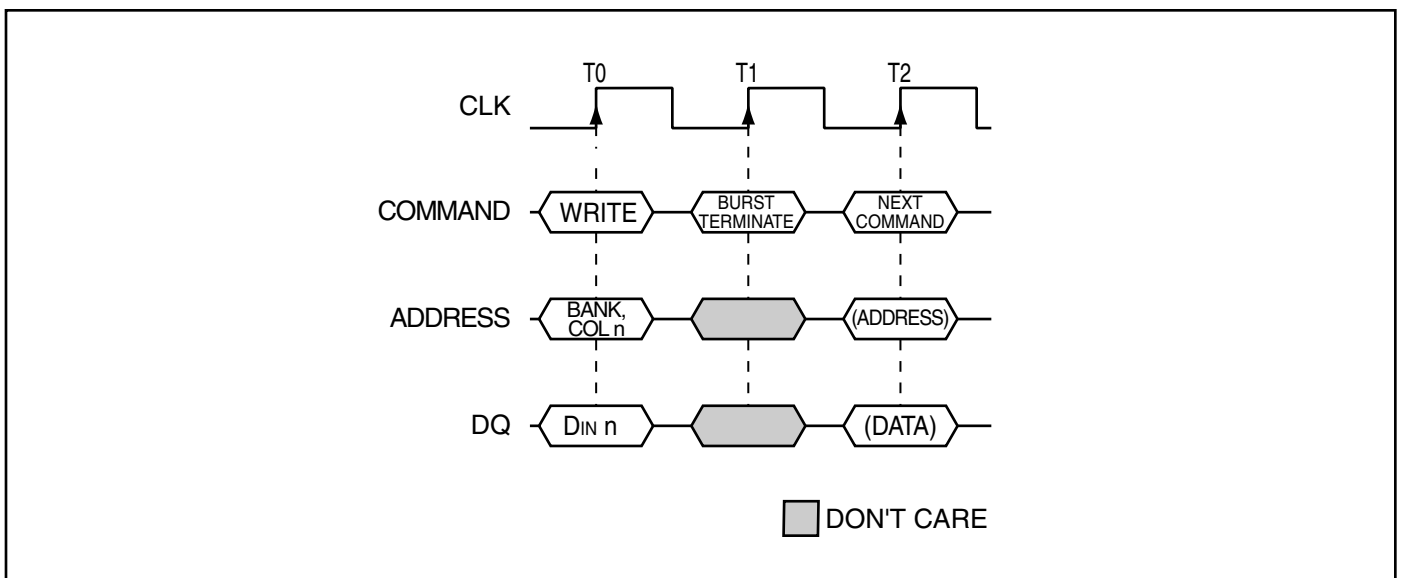 T0 T1 T2
CLK
COMMAND WRITE BURST TERMINATE NEXT COMMAND
ADDRESS BANK, COL n (ADDRESS)
DQ DIN n (DATA)
DON'T CARE